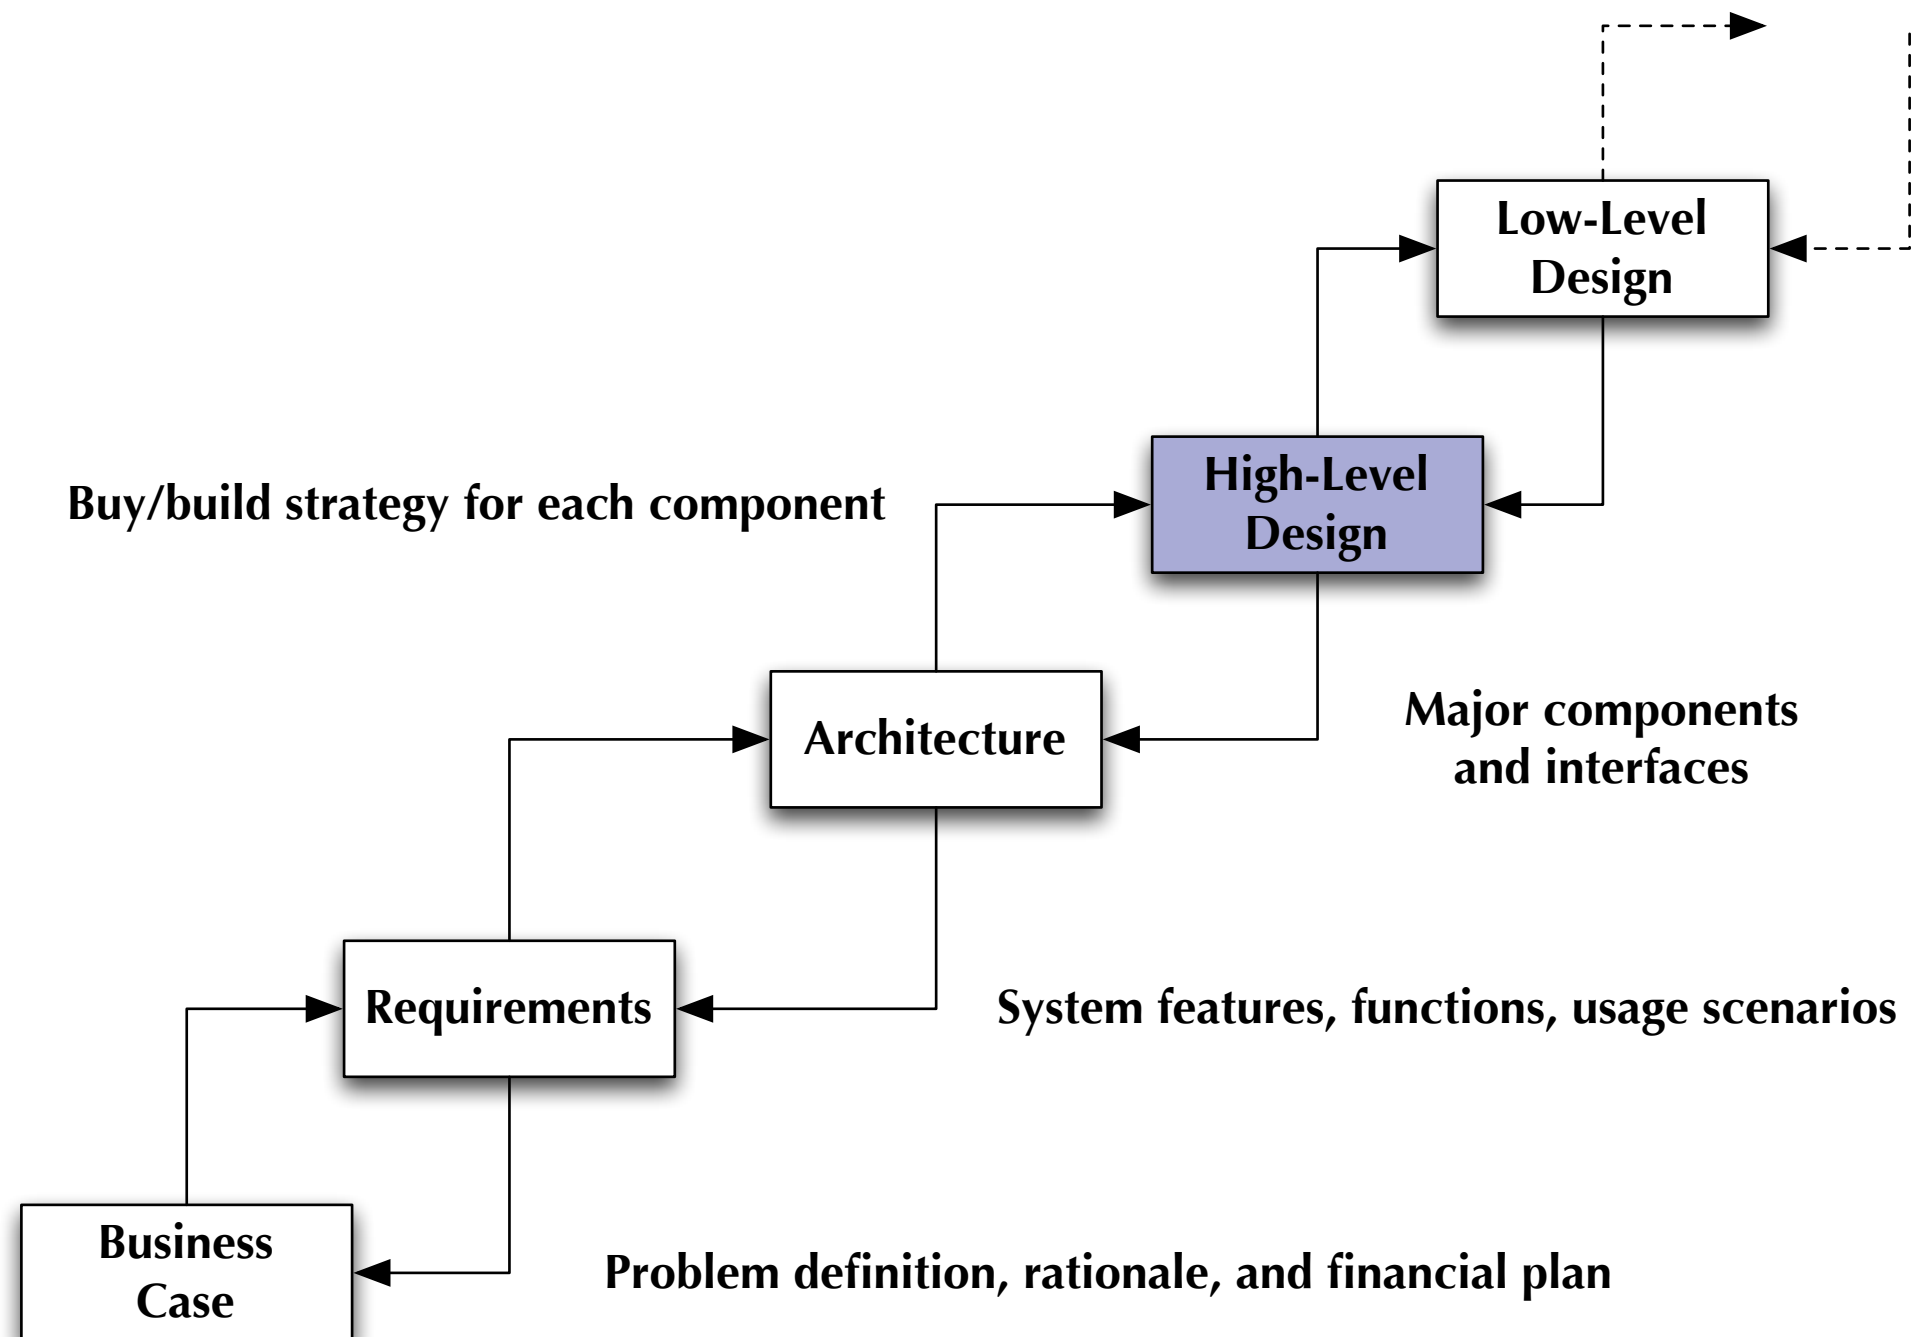 Low-Level
Design
Buy/build strategy for each component
High-Level
Design
Architecture
Major components
and interfaces
Requirements
System features, functions, usage scenarios
Business
Case
Problem definition, rationale, and financial plan